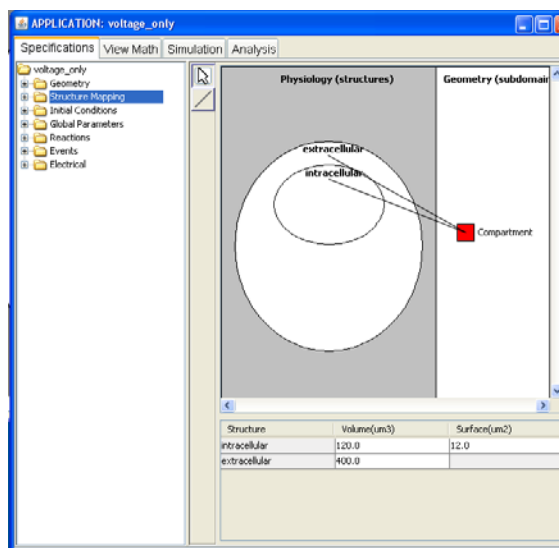 APPLICATION: voltage_only
Specifications View Math Simulation Analysis
voltage_only
Geometry
Structure Mapping
Initial Conditions
Global Parameters
Reactions
Events
Electrical
Physiology (structures) Geometry (subdomain
extracellular
intracellular
Compartment
Structure Volume(um3) Surface(um2)
intracellular 120.0 12.0
extracellular 400.0